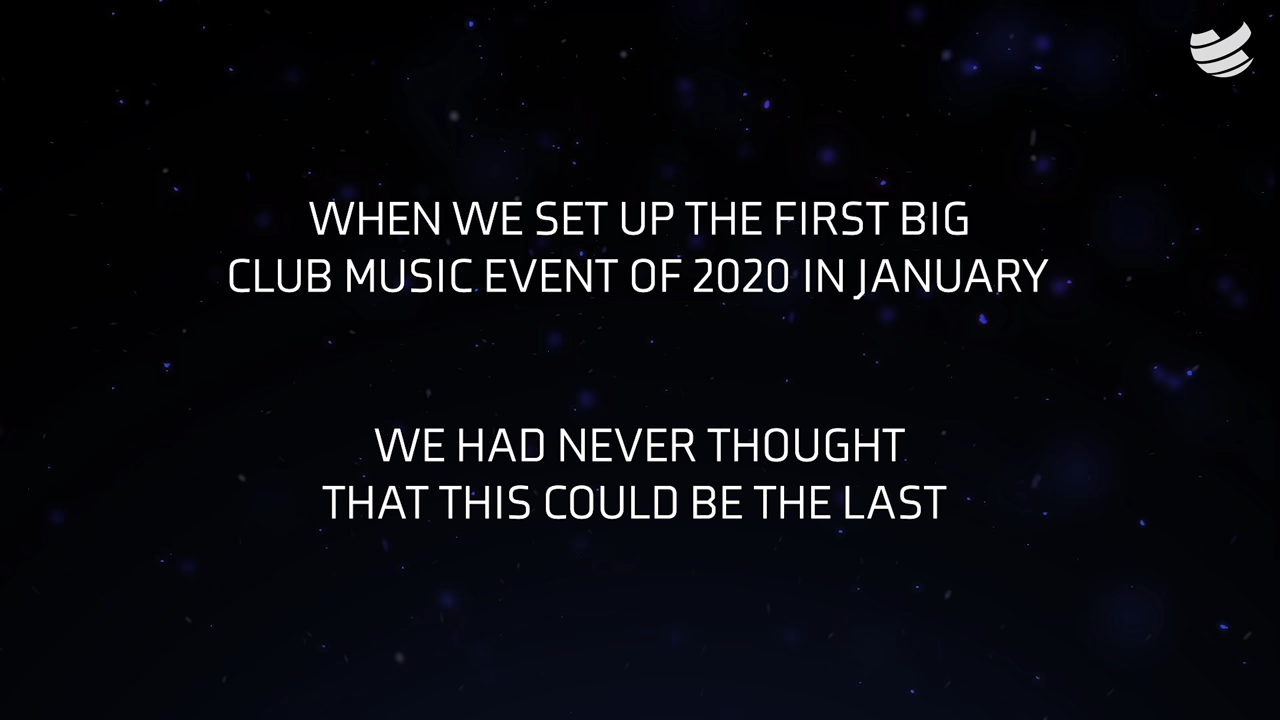 WHEN WE SET UP THE FIRST BIG
CLUB MUSIC EVENT OF 2020 IN JANUARY
WE HAD NEVER THOUGHT
THAT THIS COULD BE THE LAST